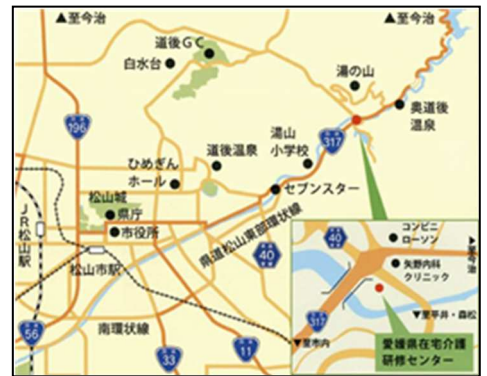 ▲至今治
▲至今治
道後GC
白水台
湯の山
奥道後
温泉
196
317
湯山
小学校
道後温泉
ひめぎん
ホール
セブンスター
松山城
県庁
市役所
JR松山駅
松山市駅
県道松山東部環状線
40
南環状線
56
33
11
40
コンビニ
ローソン
矢野内科
クリニック
▲至今治
317
▼至平井・森松
▼至市内
愛媛県在宅介護
研修センター